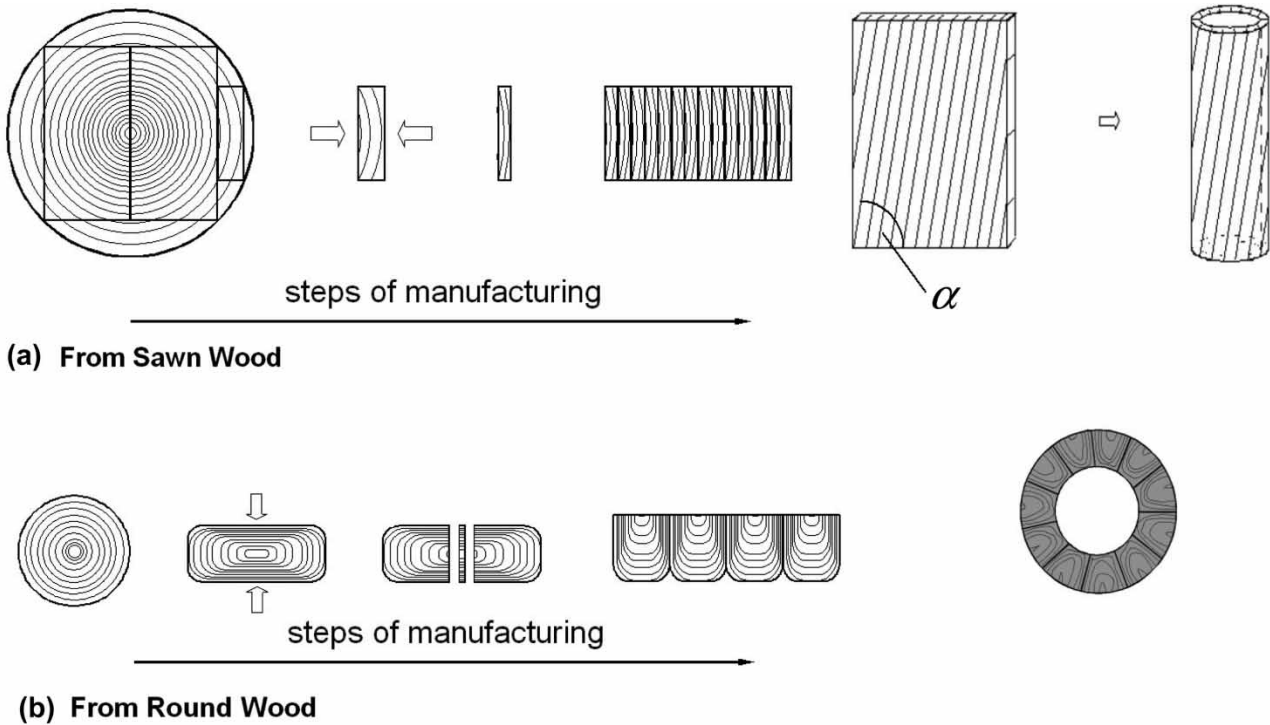 α
steps of manufacturing
(a) From Sawn Wood
steps of manufacturing
(b) From Round Wood